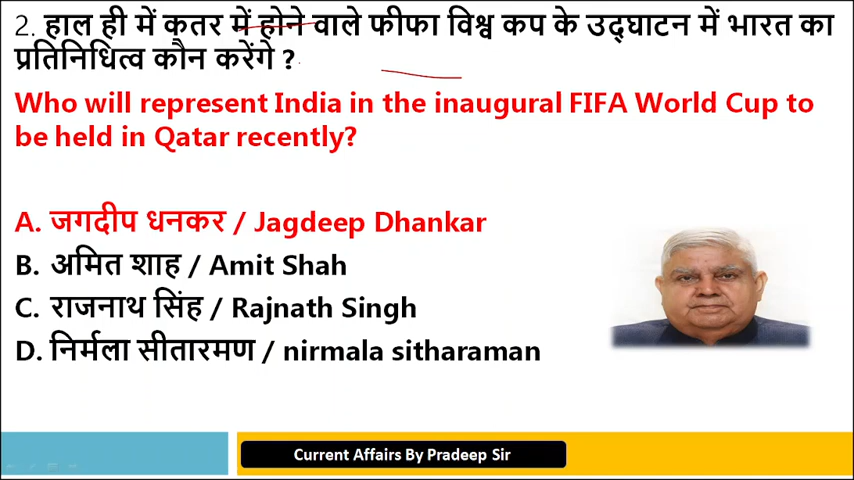 2. हाल ही में कतर में होने वाले फीफा विश्व कप के उद्घाटन में भारत का
प्रतिनिधित्व कौन करेंगे ?
Who will represent India in the inaugural FIFA World Cup to
be held in Qatar recently?
A. जगदीप धनकर / Jagdeep Dhankar
B. अमित शाह / Amit Shah
C. राजनाथ सिंह / Rajnath Singh
D. निर्मला सीतारमण / nirmala sitharaman
Current Affairs By Pradeep Sir